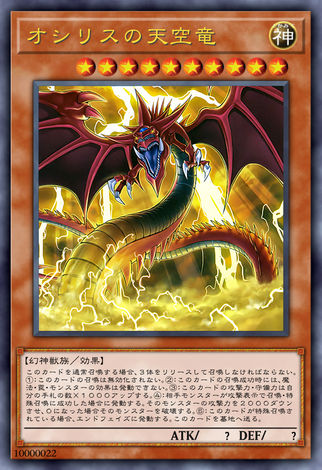 オシリスの天空竜
神
かみ
[幻神獣族/効果]
このカードを通常召喚する場合、3体をリリースして召喚しなければならない。
①:このカードの召喚は無効化されない。②:このカードの召喚成功時には、魔
法・罠・モンスターの効果は発動できない。③:このカードの攻撃力・守備力は自
分の手札の数×1000アップする。④:相手モンスターが攻撃表示で召喚・特
殊召喚に成功した場合に発動する。そのモンスターの攻撃力を2000ダウン
させ、0になった場合そのモンスターを破壊する。⑤:このカードが特殊召喚さ
れている場合、エンドフェイズに発動する。このカードを墓地へ送る。
ATK/ ? DEF/ ?
10000022